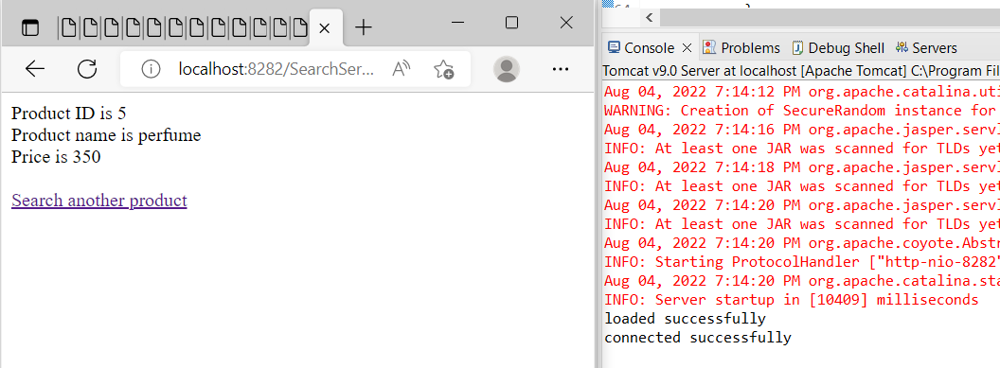 localhost:8282/SearchSer...
Product ID is 5
Product name is perfume
Price is 350
Search another product
Console
Problems
Debug Shell
Servers
Tomcat v9.0 Server at localhost [Apache Tomcat] C:\Program Fil
Aug 04, 2022 7:14:12 PM org.apache.catalina.uti
WARNING: Creation of SecureRandom instance for
Aug 04, 2022 7:14:16 PM org.apache.jasper.servl
INFO: At least one JAR was scanned for TLDs yet
Aug 04, 2022 7:14:18 PM org.apache.jasper.servl
INFO: At least one JAR was scanned for TLDs yet
Aug 04, 2022 7:14:20 PM org.apache.jasper.servl
INFO: At least one JAR was scanned for TLDs yet
Aug 04, 2022 7:14:20 PM org.apache.coyote.Abstr
INFO: Starting ProtocolHandler ["http-nio-8282"
Aug 04, 2022 7:14:20 PM org.apache.catalina.sta
INFO: Server startup in [10409] milliseconds
loaded successfully
connected successfully